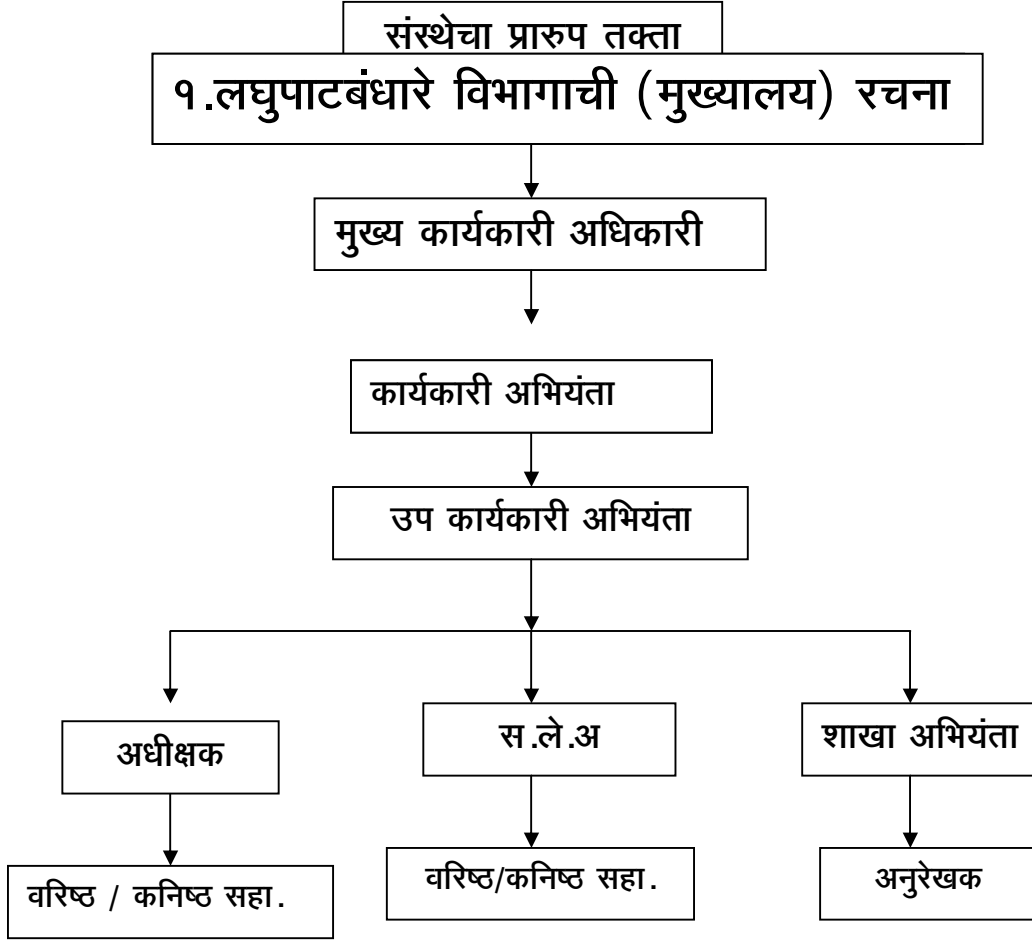 संस्थेचा प्रारुप तक्ता
१.लघुपाटबंधारे विभागाची (मुख्यालय) रचना
मुख्य कार्यकारी अधिकारी
कार्यकारी अभियंता
उप कार्यकारी अभियंता
अधीक्षक
स.ले.अ
शाखा अभियंता
वरिष्ठ / कनिष्ठ सहा.
वरिष्ठ/कनिष्ठ सहा.
अनुरेखक